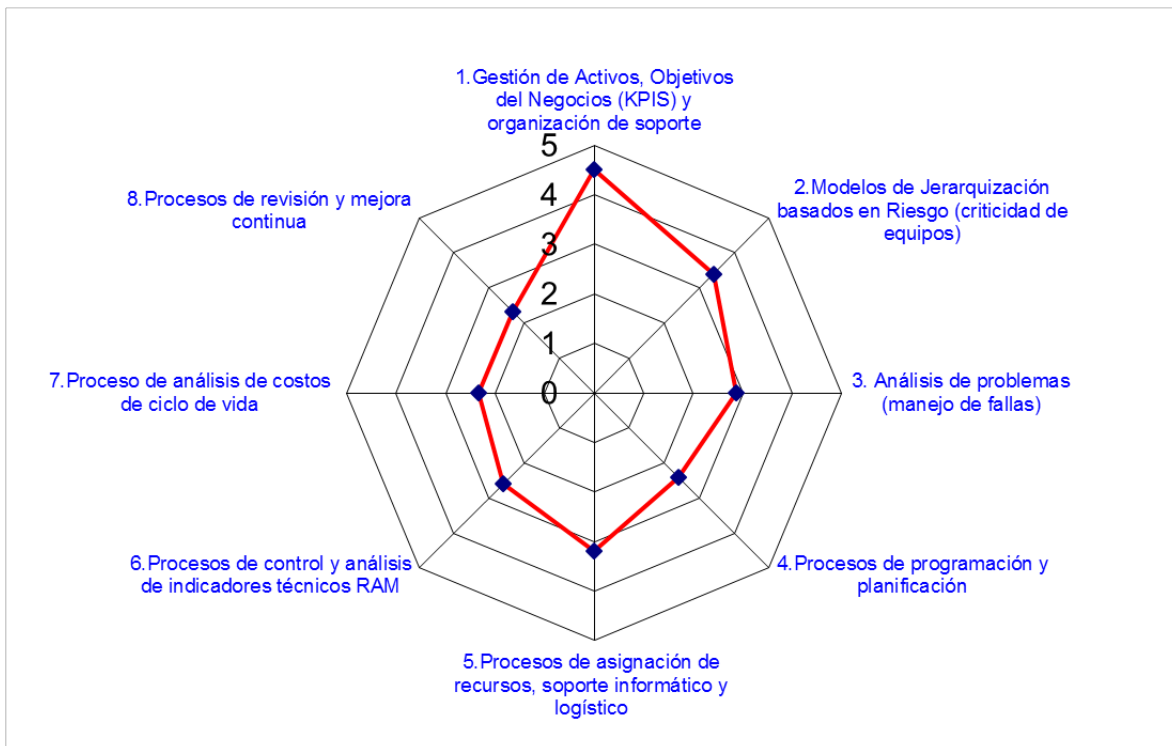 1.Gestión de Activos, Objetivos
del Negocios (KPIS) y
organización de soporte
2.Modelos de Jerarquización
basados en Riesgo (criticidad de
equipos)
3. Análisis de problemas
(manejo de fallas)
4.Procesos de programación y
planificación
5.Procesos de asignación de
recursos, soporte informático y
logístico
6.Procesos de control y análisis
de indicadores técnicos RAM
7.Proceso de análisis de costos
de ciclo de vida
8.Procesos de revisión y mejora
continua
5
4
3
2
1
0